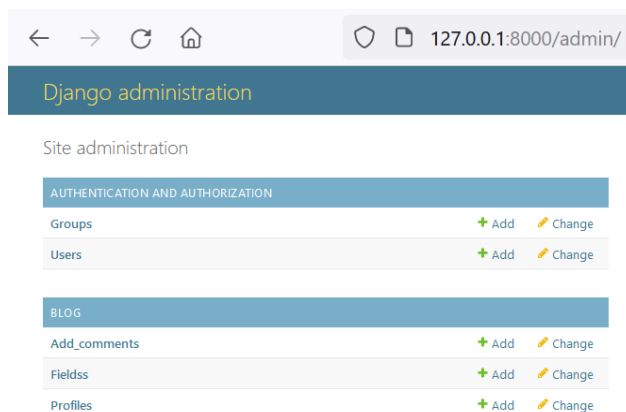 127.0.0.1:8000/admin/
Django administration
Site administration
AUTHENTICATION AND AUTHORIZATION
Groups Add Change
Users Add Change
BLOG
Add_comments Add Change
Fieldss Add Change
Profiles Add Change